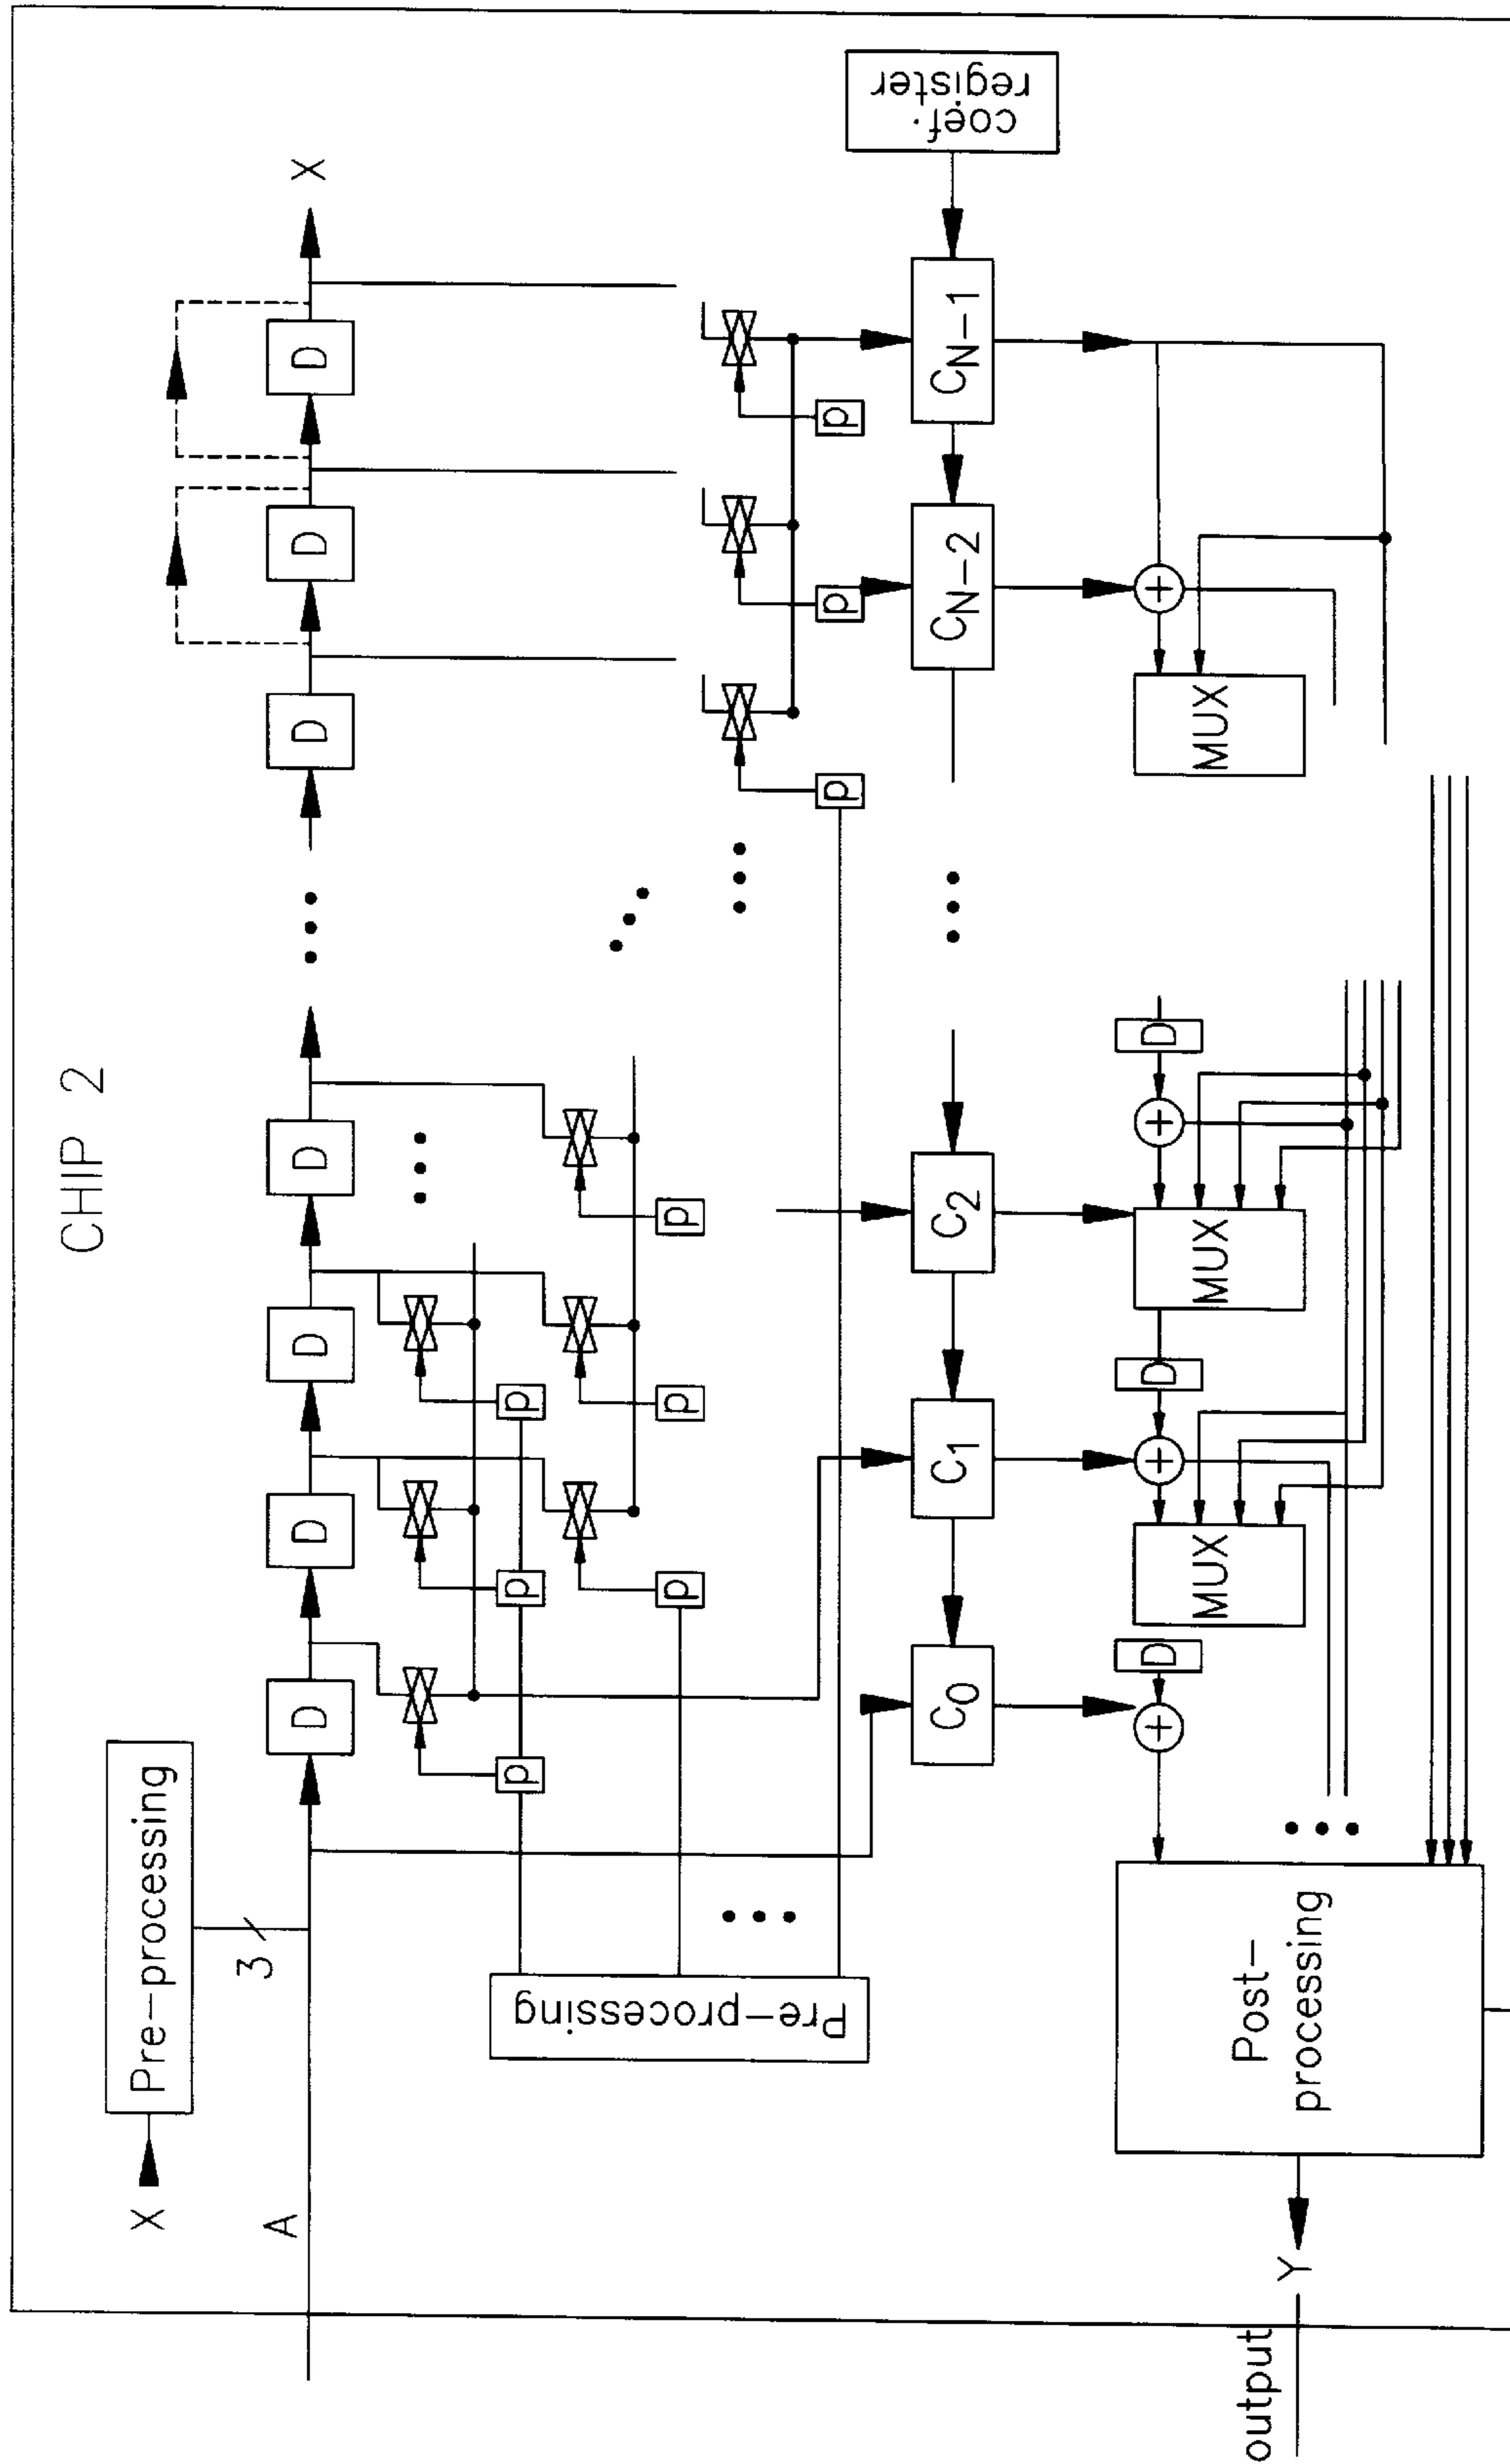 CHIP 2
X
Pre-processing
3
A
D
D
D
D
D
D
D
X
p
p
p
p
p
p
p
p
p
Pre-processing
coef.
register
C0
C1
C2
CN-2
CN-1
D
+
MUX
D
+
MUX
D
+
MUX
+
Post-
processing
Y
output